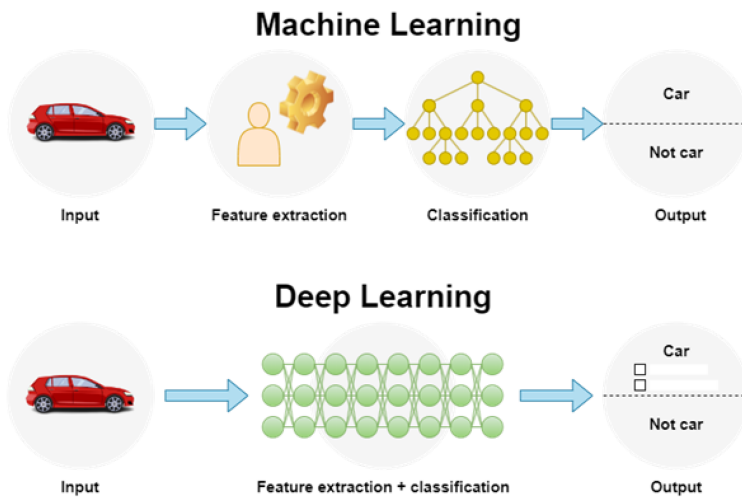 Machine Learning
Car
Not car
Input
Feature extraction
Classification
Output
Deep Learning
Car
Not car
Input
Feature extraction + classification
Output